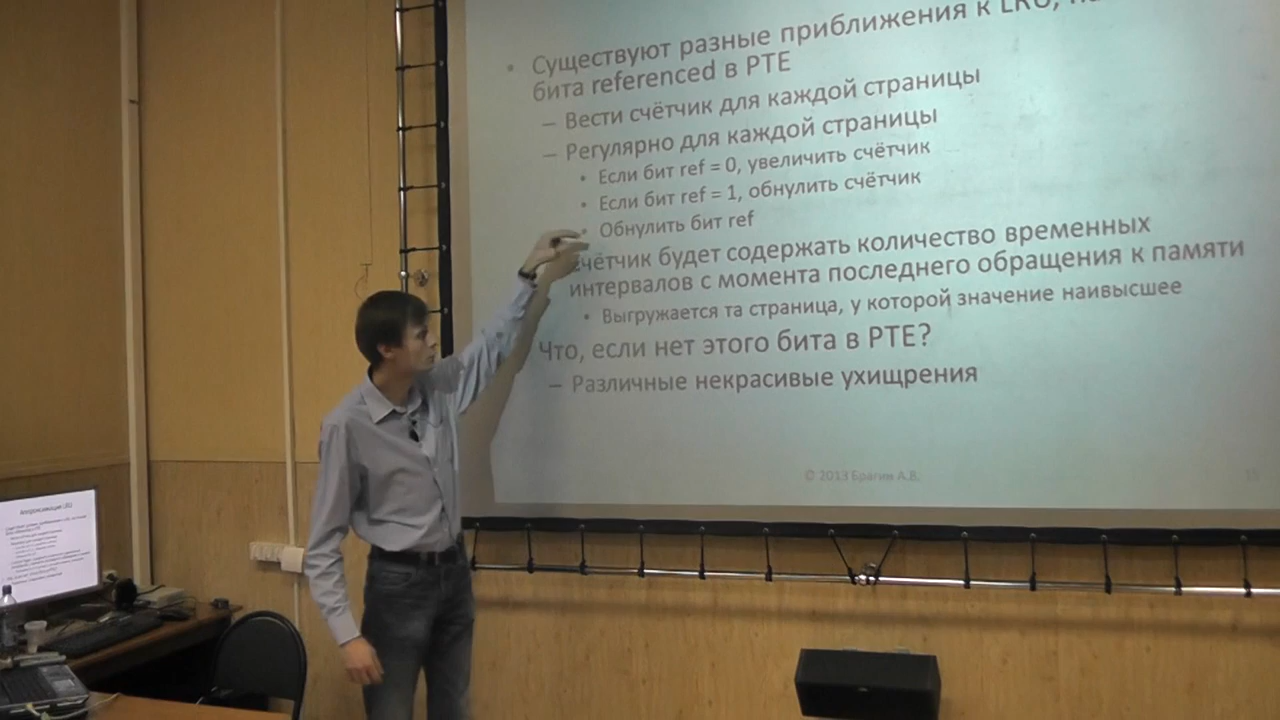 Существуют разные приближения к LRU,
бита referenced в PTE
– Вести счётчик для каждой страницы
– Регулярно для каждой страницы
• Если бит ref = 0, увеличить счётчик
• Если бит ref = 1, обнулить счётчик
• Обнулить бит ref
счётчик будет содержать количество временных
интервалов с момента последнего обращения к памяти
• Выгружается та страница, у которой значение наивысшее
Что, если нет этого бита в PTE?
– Различные некрасивые ухищрения
© 2013 Брагин А.В.
Аппроксимация LRU